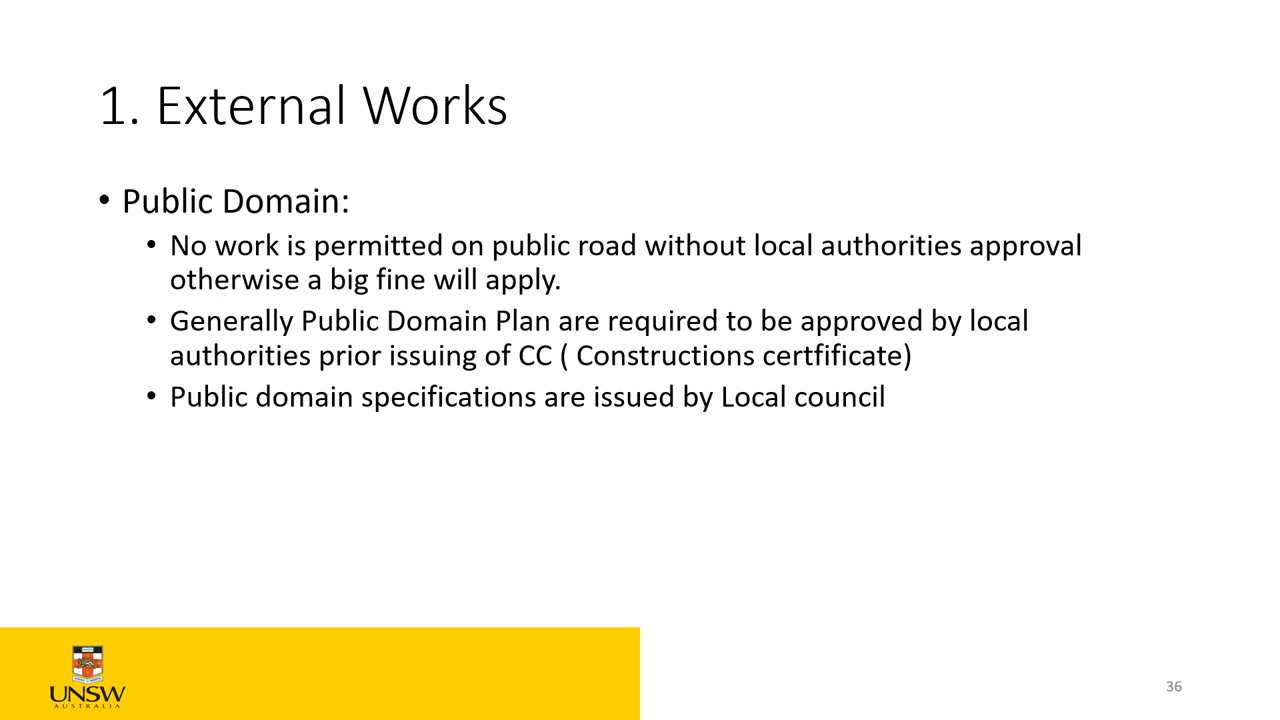 1. External Works
• Public Domain:
• No work is permitted on public road without local authorities approval
otherwise a big fine will apply.
• Generally Public Domain Plan are required to be approved by local
authorities prior issuing of CC ( Constructions certfificate)
• Public domain specifications are issued by Local council
UNSW
AUSTRALIA
36